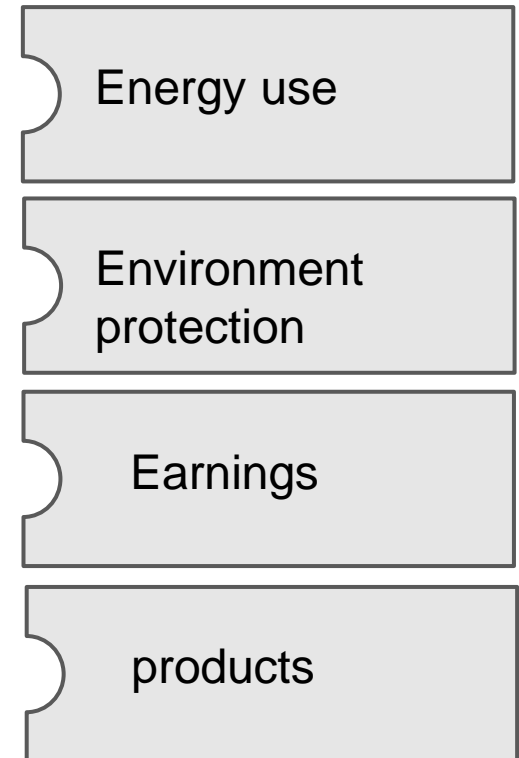 Energy use
Environment
protection
Earnings
products